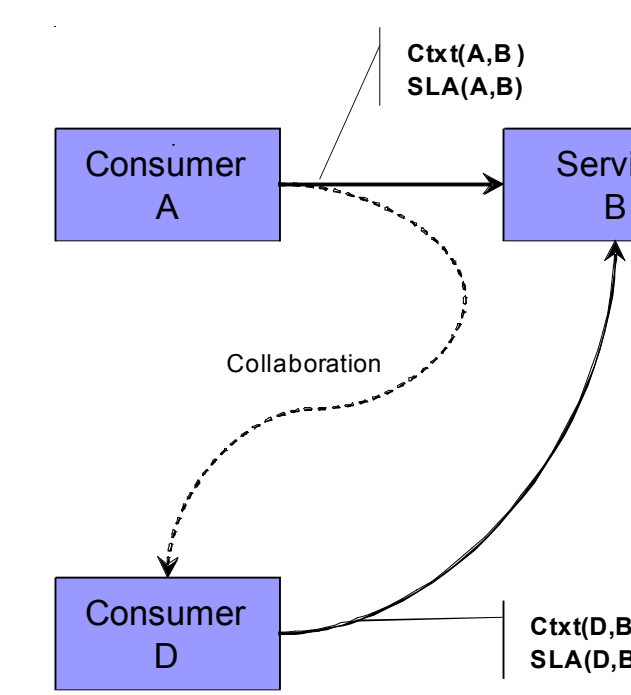 Ctxt(A,B )
SLA(A,B)
Consumer
A
Servi
B
Collaboration
Consumer
D
Ctxt(D,B
SLA(D,B